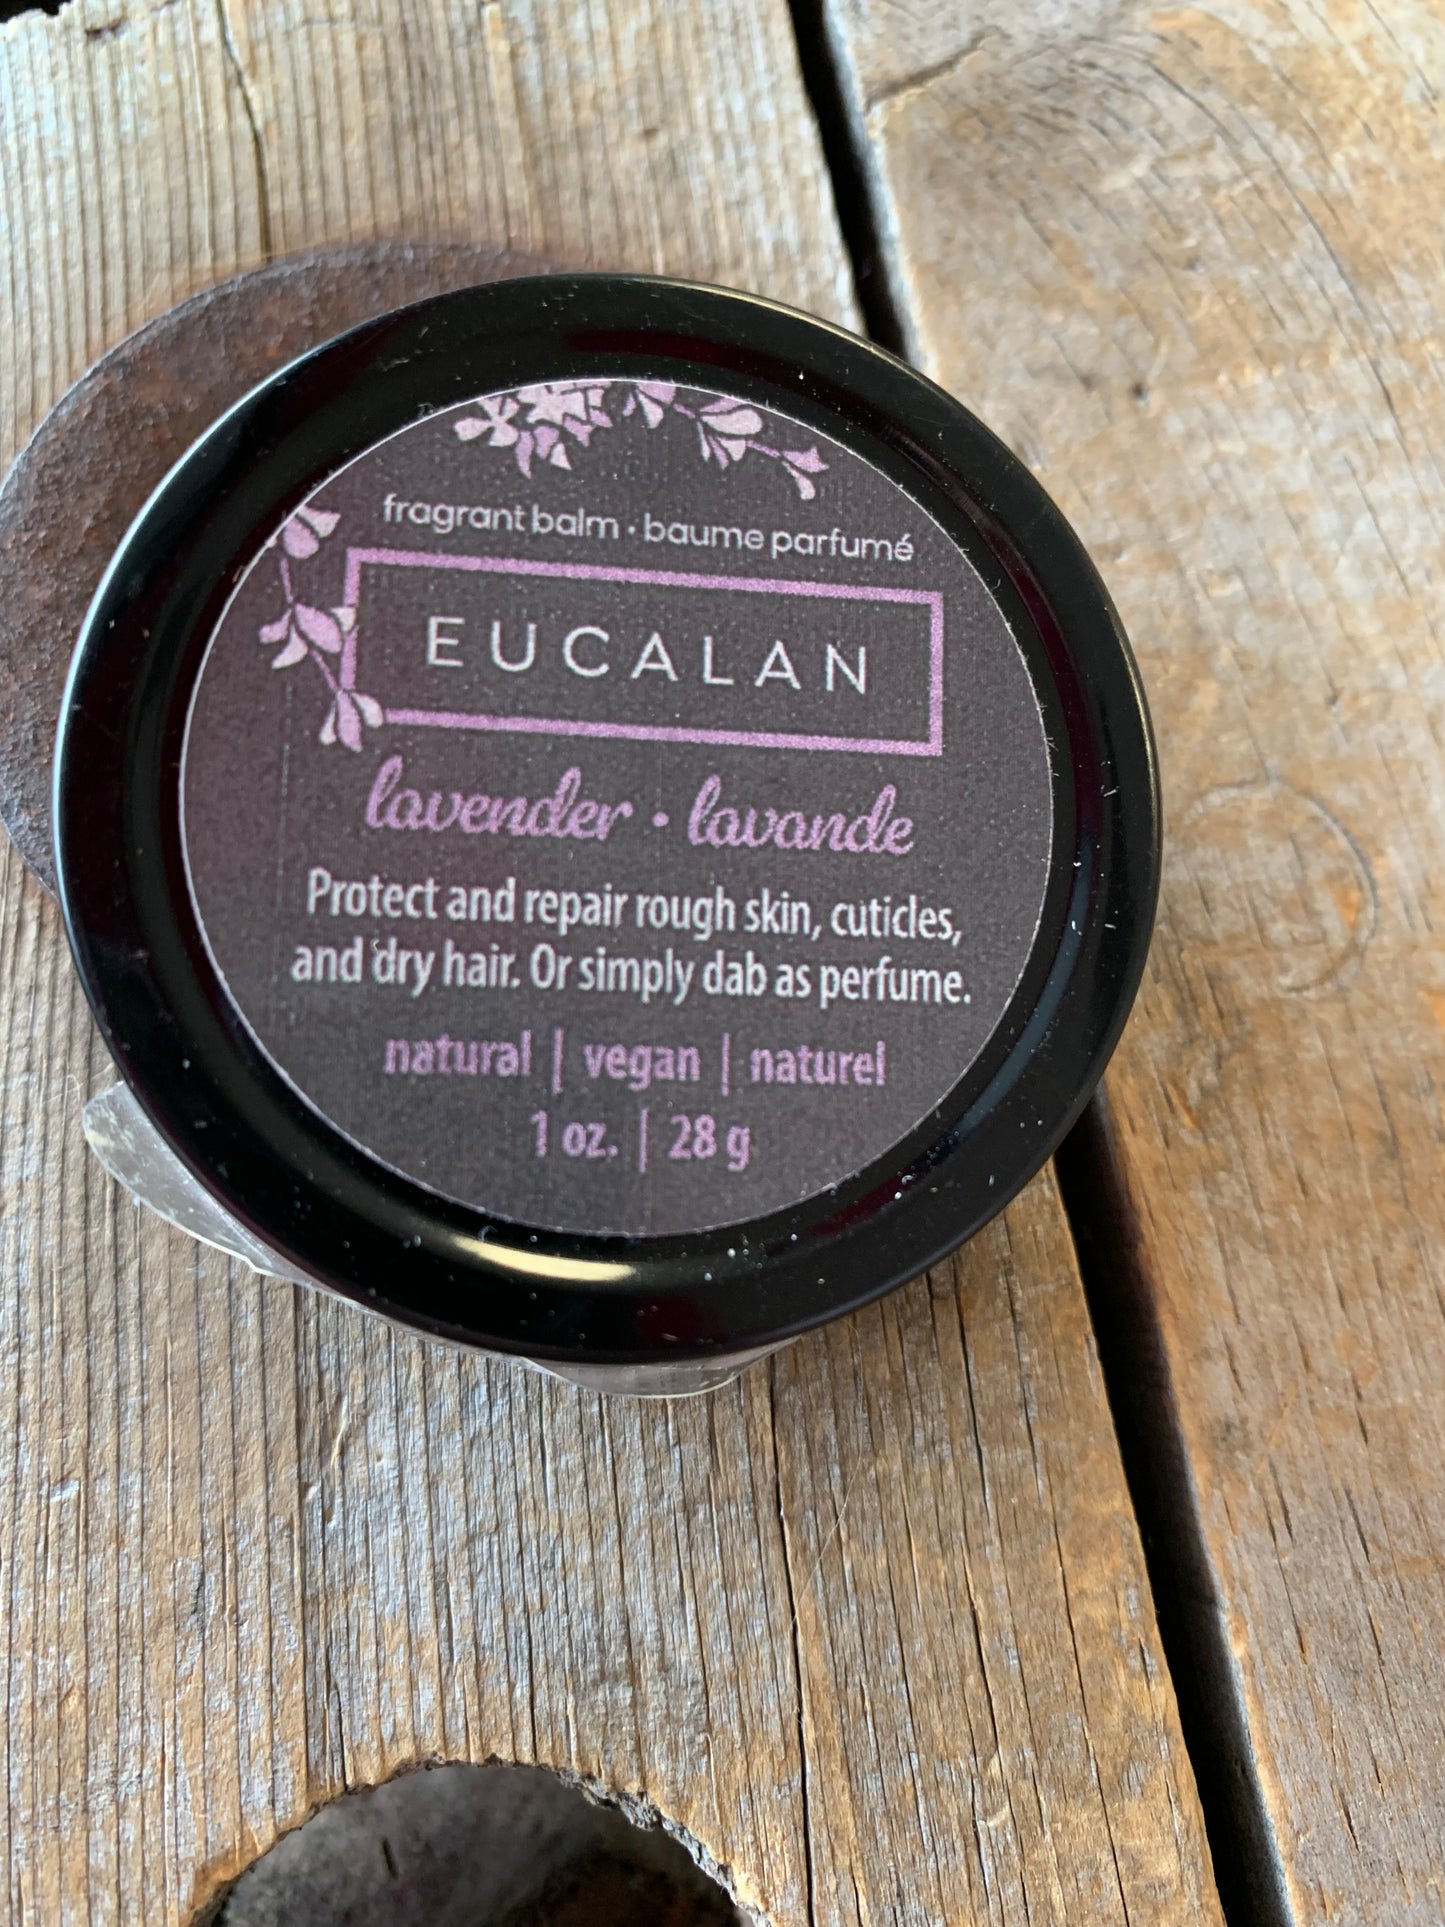 fragrant balm • baume parfumé
EUCALAN
lavender • lavande
Protect and repair rough skin, cuticles,
and dry hair. Or simply dab as perfume.
natural | vegan | naturel
1 oz. | 28 g